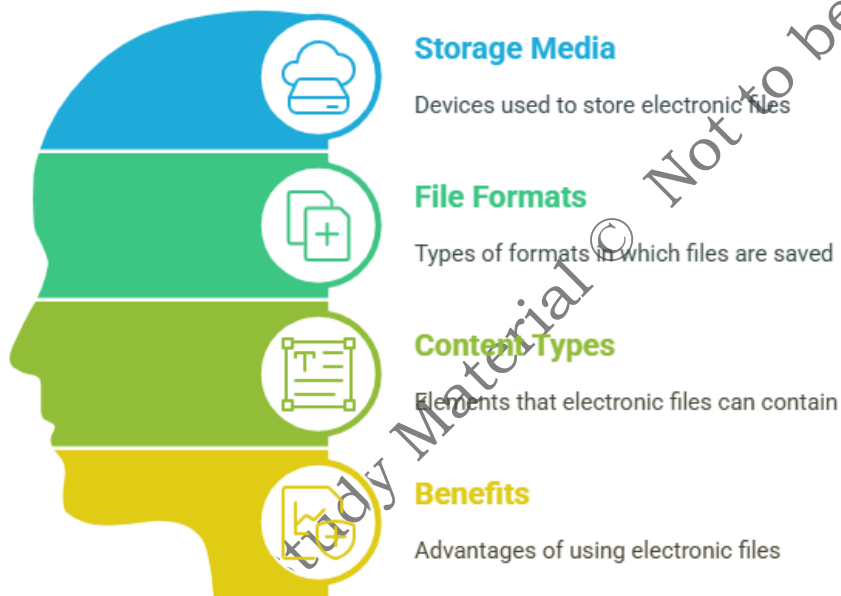 Storage Media
Devices used to store electronic files
File Formats
Types of formats in which files are saved
Content Types
Elements that electronic files can contain
Benefits
Advantages of using electronic files
Study Material © Not to be